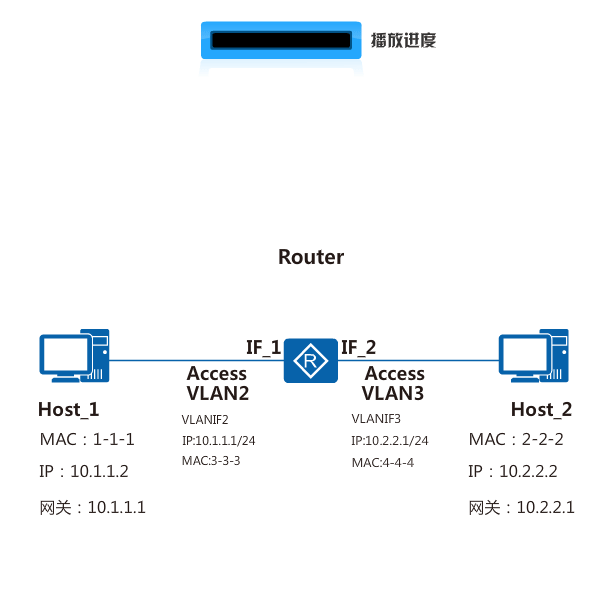 播放进度
Router
IF_1
R
IF_2
Access
VLAN2
Access
VLAN3
VLANIF2
IP:10.1.1.1/24
MAC:3-3-3
VLANIF3
IP:10.2.2.1/24
MAC:4-4-4
Host_1
MAC：1-1-1
IP：10.1.1.2
网关：10.1.1.1
Host_2
MAC：2-2-2
IP：10.2.2.2
网关：10.2.2.1